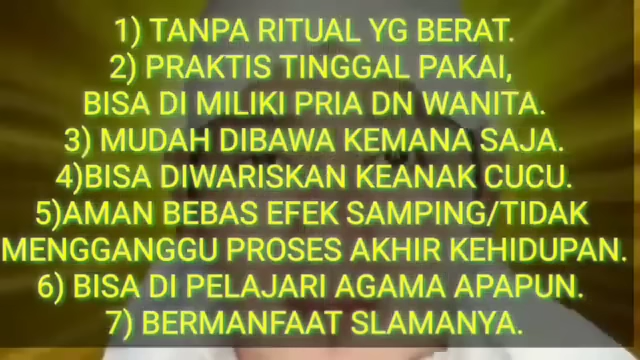 1) TANPA RITUAL YG BERAT.
2) PRAKTIS TINGGAL PAKAI,
BISA DI MILIKI PRIA DN WANITA.
3) MUDAH DIBAWA KEMANA SAJA.
4)BISA DIWARISKAN KEANAK CUCU.
5)AMAN BEBAS EFEK SAMPING/TIDAK
MENGGANGGU PROSES AKHIR KEHIDUPAN.
6) BISA DI PELAJARI AGAMA APAPUN.
7) BERMANFAAT SLAMANYA.